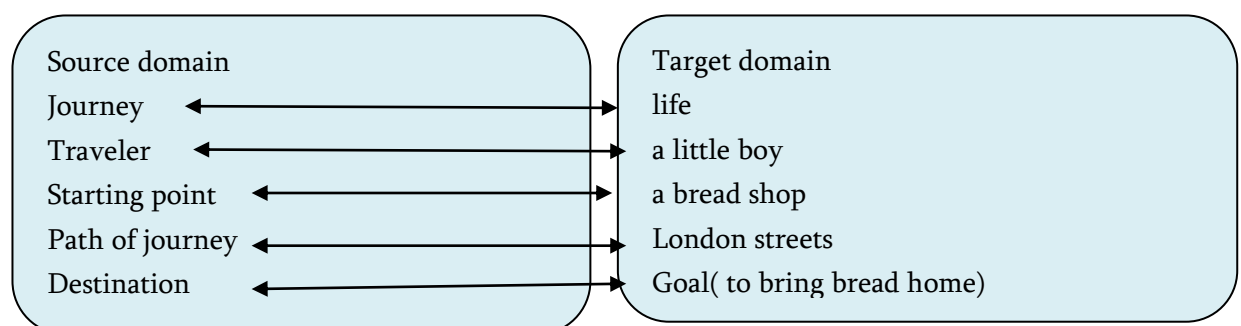 Source domain
Journey
Traveler
Starting point
Path of journey
Destination
Target domain
life
a little boy
a bread shop
London streets
Goal( to bring bread home)